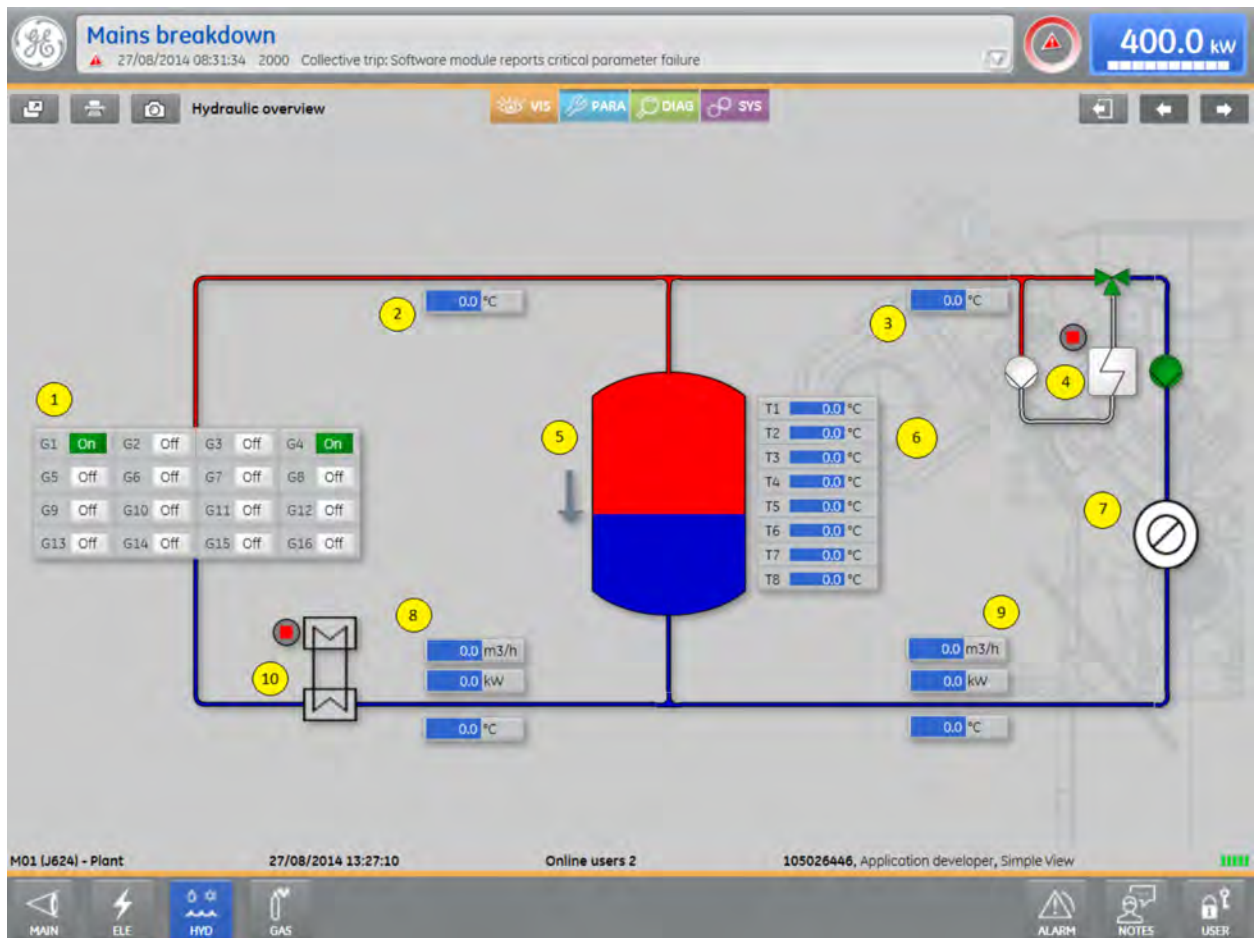 Mains breakdown
27/08/2014 08:31:34 2000 Collective trip: Software module reports critical parameter failure
400.0 kW
Hydraulic overview
VIS PARA DIAG SYS
2
0.0 °C
3
0.0 °C
4
1
G1 On G2 Off G3 Off G4 On
G5 Off G6 Off G7 Off G8 Off
G9 Off G10 Off G11 Off G12 Off
G13 Off G14 Off G15 Off G16 Off
5
T1 0.0 °C
T2 0.0 °C
T3 0.0 °C
T4 0.0 °C
T5 0.0 °C
T6 0.0 °C
T7 0.0 °C
T8 0.0 °C
6
7
8
0.0 m3/h
0.0 kW
0.0 °C
9
0.0 m3/h
0.0 kW
0.0 °C
10
M01 (J624) - Plant 27/08/2014 13:27:10 Online users 2 105026446, Application developer, Simple View
MAIN ELE HYD GAS ALARM NOTES USER